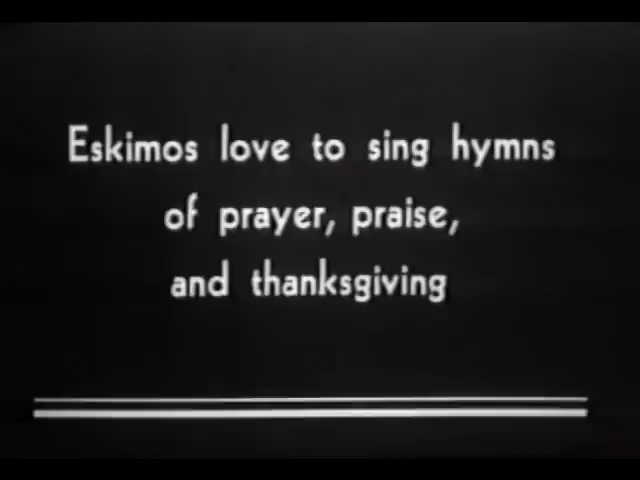 Eskimos love to sing hymns
of prayer, praise,
and thanksgiving